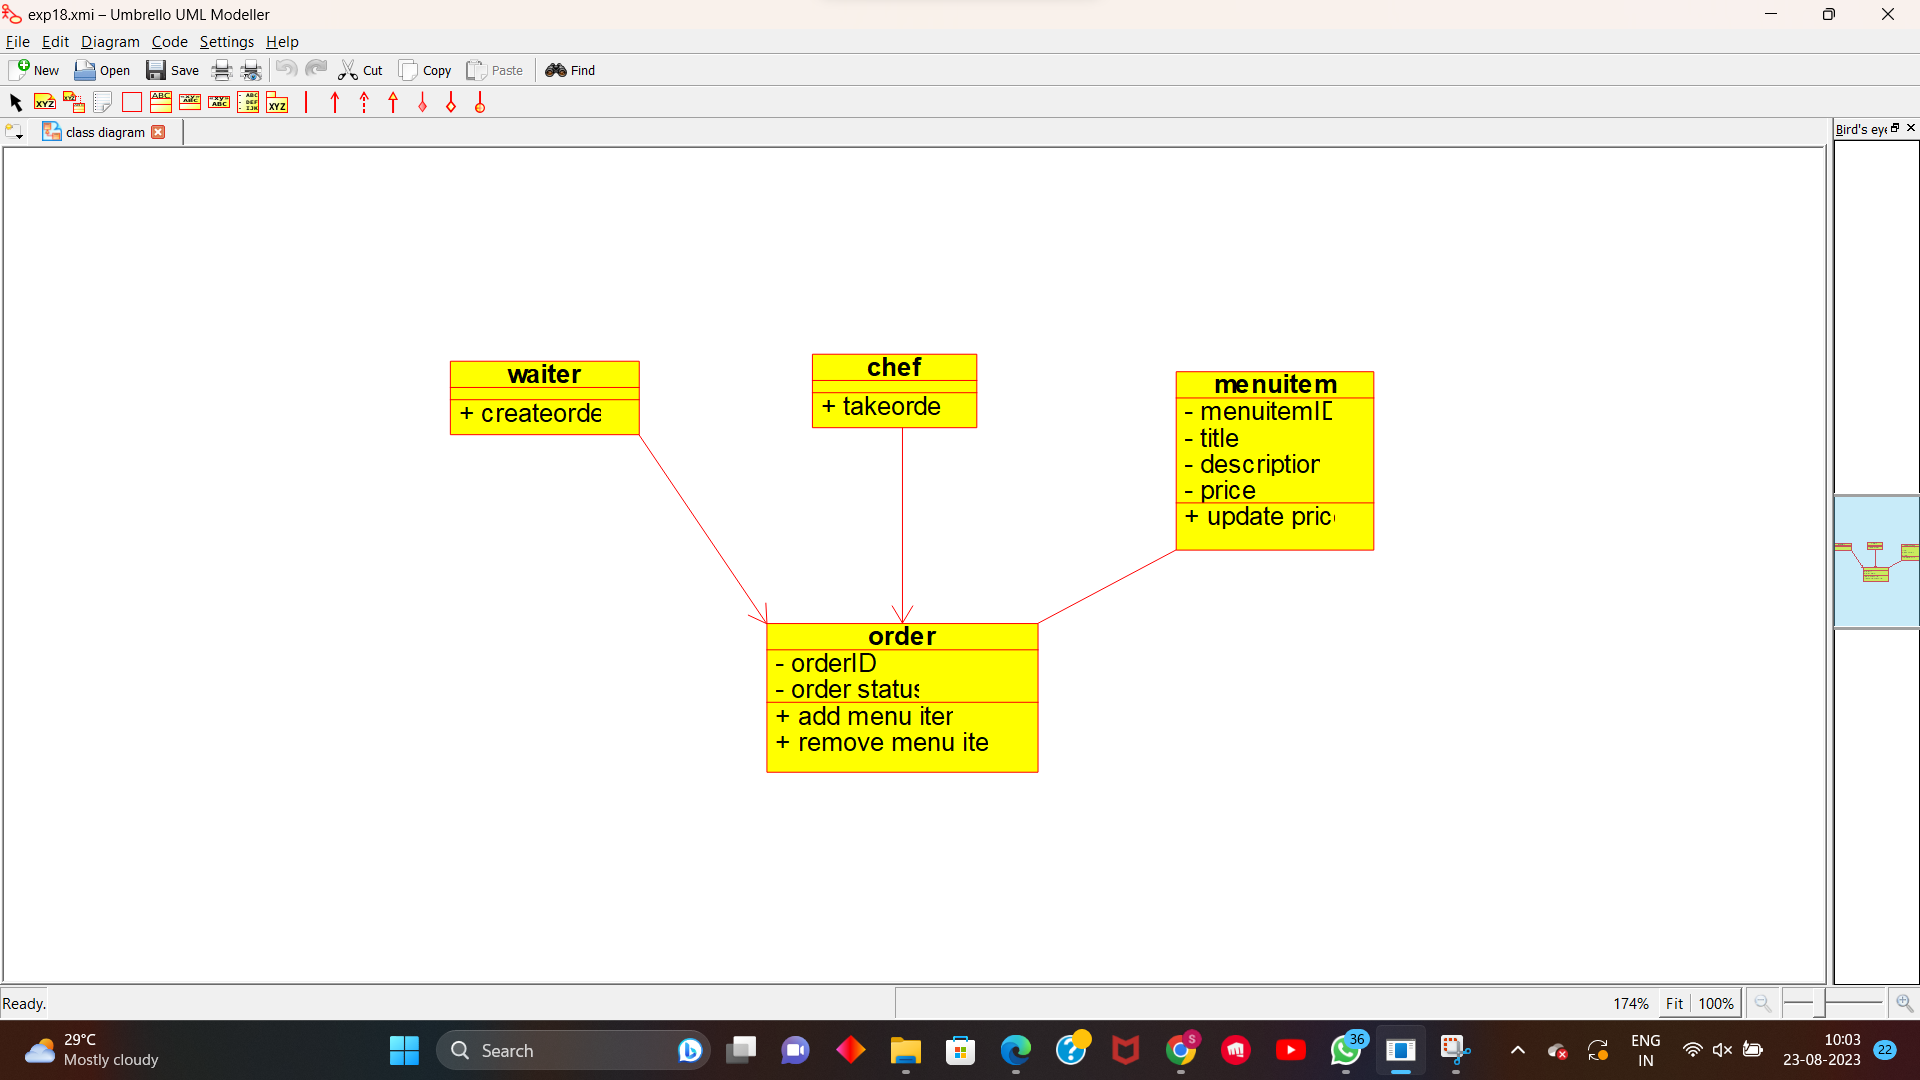 exp18.xmi – Umbrello UML Modeller
File Edit Diagram Code Settings Help
New Open Save Cut Copy Paste Find
class diagram
Bird's eye
waiter
+ createorde
chef
+ takeorde
menuitem
- menuitemID
- title
- description
- price
+ update pric
order
- orderID
- order status
+ add menu iter
+ remove menu ite
Ready.
174% Fit 100%
29°C
Mostly cloudy
Search
S
36
ENG
IN
10:03
23-08-2023
22